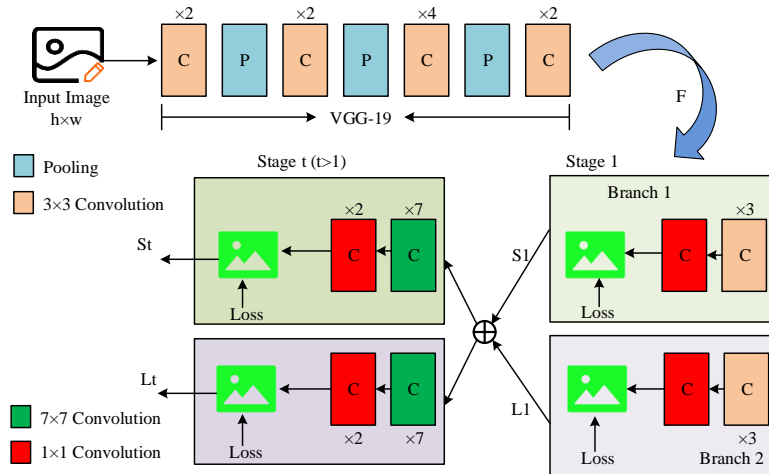 ×2
×2
×4
×2
C
P
C
P
C
P
C
Input Image
h×w
VGG-19
F
Pooling
3×3 Convolution
Stage t (t>1)
Stage 1
Branch 1
×2
×7
×3
C
C
C
C
St
S1
Loss
Loss
Lt
L1
C
C
C
C
×2
×7
×3
Loss
Loss
Branch 2
7×7 Convolution
1×1 Convolution